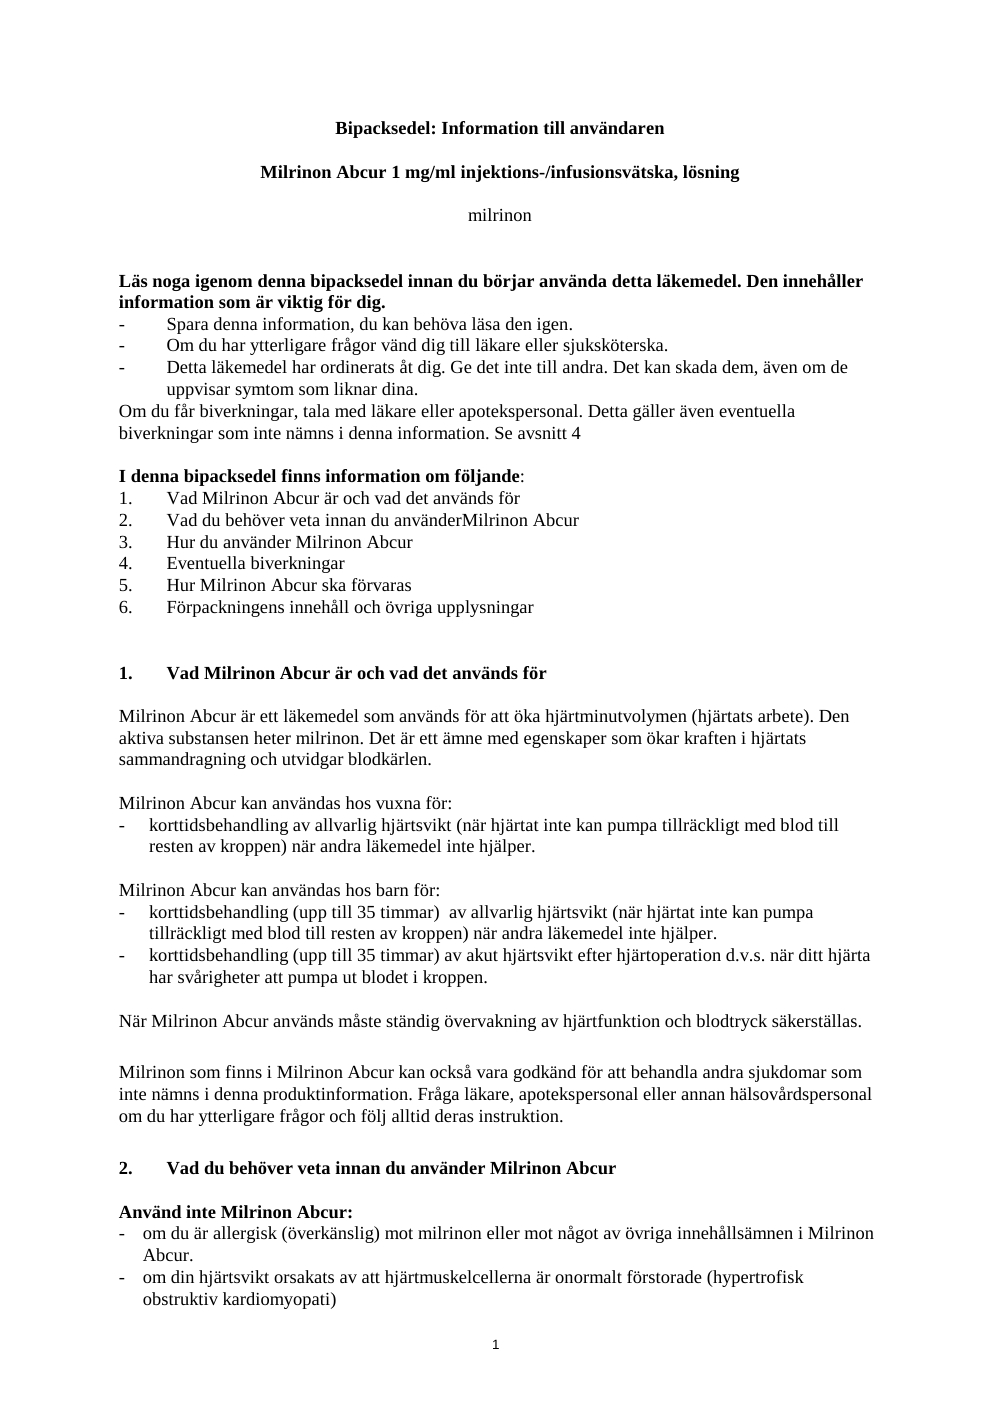 Bipacksedel: Information till användaren
Milrinon Abcur 1 mg/ml injektions-/infusionsvätska, lösning
milrinon
Läs noga igenom denna bipacksedel innan du börjar använda detta läkemedel. Den innehåller
information som är viktig för dig.
- Spara denna information, du kan behöva läsa den igen.
- Om du har ytterligare frågor vänd dig till läkare eller sjuksköterska.
- Detta läkemedel har ordinerats åt dig. Ge det inte till andra. Det kan skada dem, även om de
uppvisar symtom som liknar dina.
Om du får biverkningar, tala med läkare eller apotekspersonal. Detta gäller även eventuella
biverkningar som inte nämns i denna information. Se avsnitt 4
I denna bipacksedel finns information om följande:
1. Vad Milrinon Abcur är och vad det används för
2. Vad du behöver veta innan du använderMilrinon Abcur
3. Hur du använder Milrinon Abcur
4. Eventuella biverkningar
5. Hur Milrinon Abcur ska förvaras
6. Förpackningens innehåll och övriga upplysningar
1. Vad Milrinon Abcur är och vad det används för
Milrinon Abcur är ett läkemedel som används för att öka hjärtminutvolymen (hjärtats arbete). Den
aktiva substansen heter milrinon. Det är ett ämne med egenskaper som ökar kraften i hjärtats
sammandragning och utvidgar blodkärlen.
Milrinon Abcur kan användas hos vuxna för:
- korttidsbehandling av allvarlig hjärtsvikt (när hjärtat inte kan pumpa tillräckligt med blod till
resten av kroppen) när andra läkemedel inte hjälper.
Milrinon Abcur kan användas hos barn för:
- korttidsbehandling (upp till 35 timmar)  av allvarlig hjärtsvikt (när hjärtat inte kan pumpa
tillräckligt med blod till resten av kroppen) när andra läkemedel inte hjälper.
- korttidsbehandling (upp till 35 timmar) av akut hjärtsvikt efter hjärtoperation d.v.s. när ditt hjärta
har svårigheter att pumpa ut blodet i kroppen.
När Milrinon Abcur används måste ständig övervakning av hjärtfunktion och blodtryck säkerställas.
Milrinon som finns i Milrinon Abcur kan också vara godkänd för att behandla andra sjukdomar som
inte nämns i denna produktinformation. Fråga läkare, apotekspersonal eller annan hälsovårdspersonal
om du har ytterligare frågor och följ alltid deras instruktion.
2. Vad du behöver veta innan du använder Milrinon Abcur
Använd inte Milrinon Abcur:
- om du är allergisk (överkänslig) mot milrinon eller mot något av övriga innehållsämnen i Milrinon
Abcur.
- om din hjärtsvikt orsakats av att hjärtmuskelcellerna är onormalt förstorade (hypertrofisk
obstruktiv kardiomyopati)
1